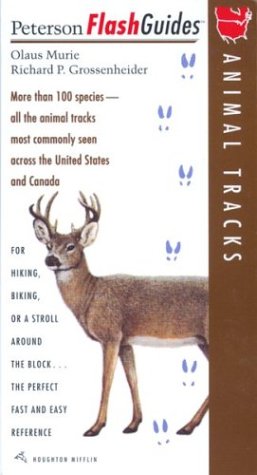 Peterson FlashGuides™
Olaus Murie
Richard P. Grossenheider
More than 100 species—
all the animal tracks
most commonly seen
across the United States
and Canada
ANIMAL TRACKS
FOR
HIKING,
BIKING,
OR A STROLL
AROUND
THE BLOCK...
THE PERFECT
FAST AND EASY
REFERENCE
HOUGHTON MIFFLIN